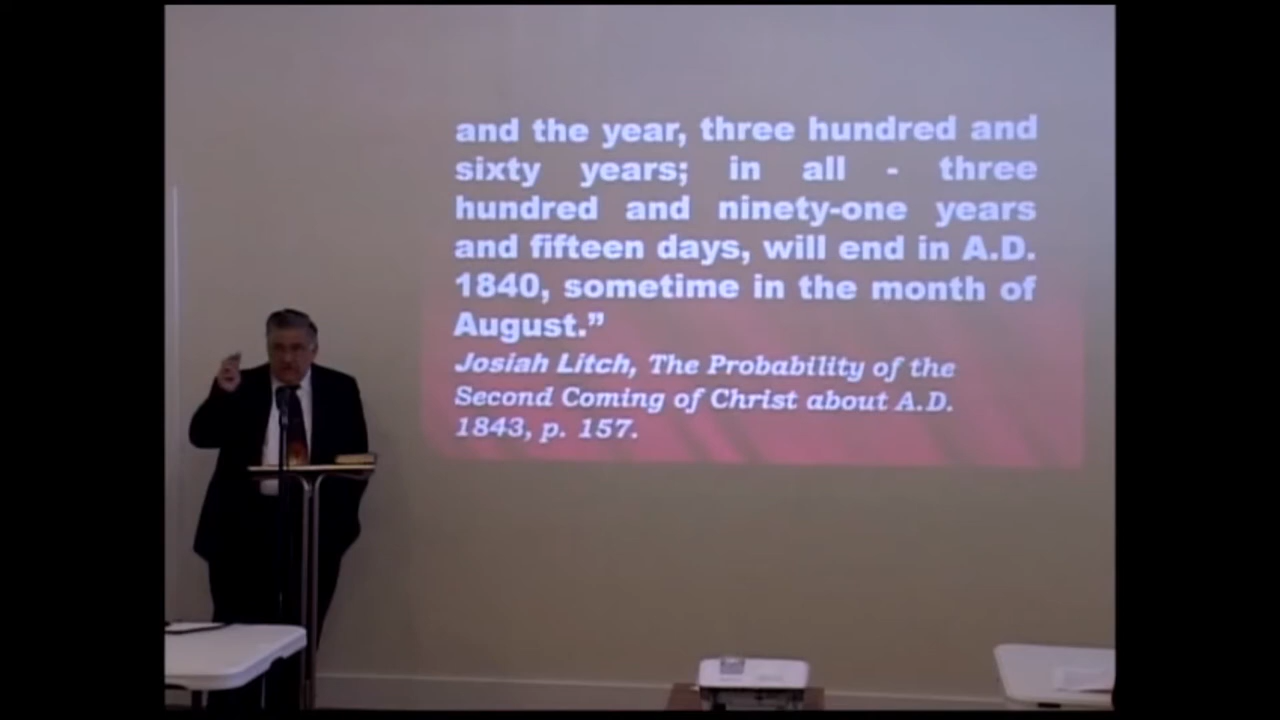 and the year, three hundred and
sixty years; in all - three
hundred and ninety-one years
and fifteen days, will end in A.D.
1840, sometime in the month of
August.”
Josiah Litch, The Probability of the
Second Coming of Christ about A.D.
1843, p. 157.